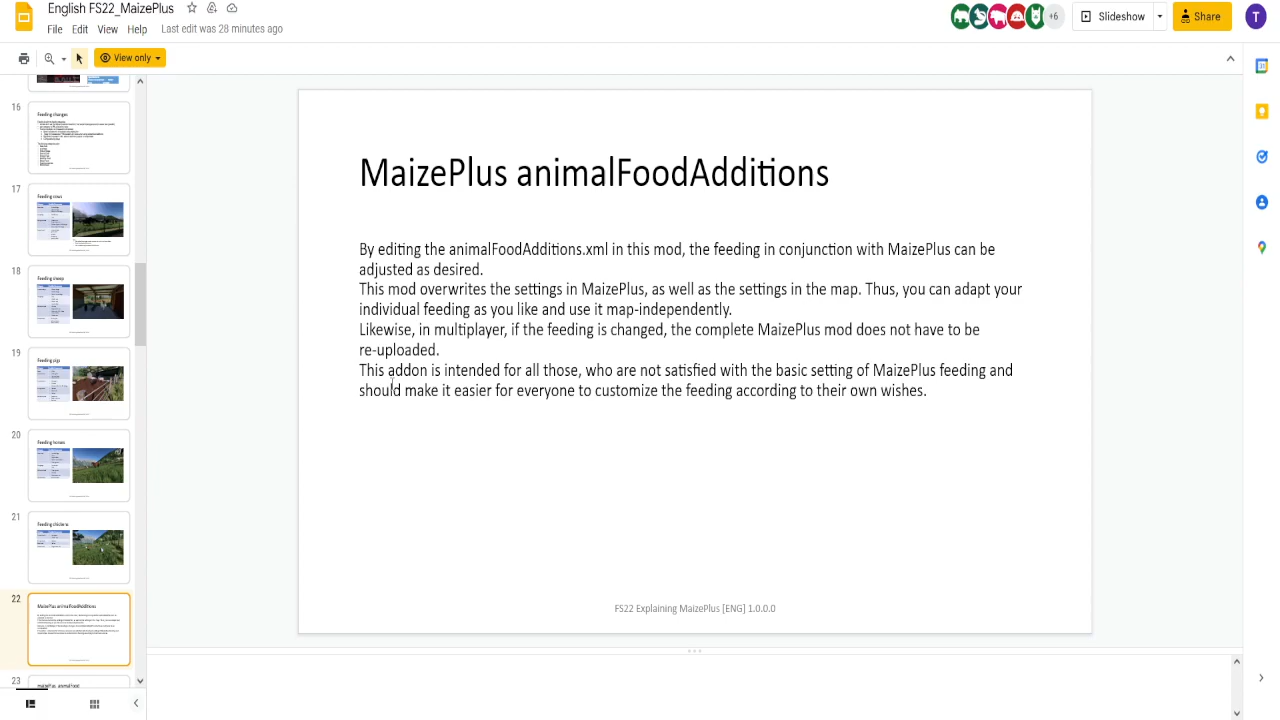 English FS22_MaizePlus
File Edit View Help Last edit was 28 minutes ago
+6
Slideshow
Share
T
View only
16
Feeding changes
17
Feeding cows
18
Feeding sheep
19
Feeding pigs
20
Feeding horses
21
Feeding chickens
22
MaizePlus animalFoodAdditions
23
MaizePlus animalFoodAdditions
By editing the animalFoodAdditions.xml in this mod, the feeding in conjunction with MaizePlus can be
adjusted as desired.
This mod overwrites the settings in MaizePlus, as well as the settings in the map. Thus, you can adapt your
individual feeding as you like and use it map-independently.
Likewise, in multiplayer, if the feeding is changed, the complete MaizePlus mod does not have to be
re-uploaded.
This addon is intended for all those, who are not satisfied with the basic setting of MaizePlus feeding and
should make it easier for everyone to customize the feeding according to their own wishes.
FS22 Explaining MaizePlus [ENG] 1.0.0.0